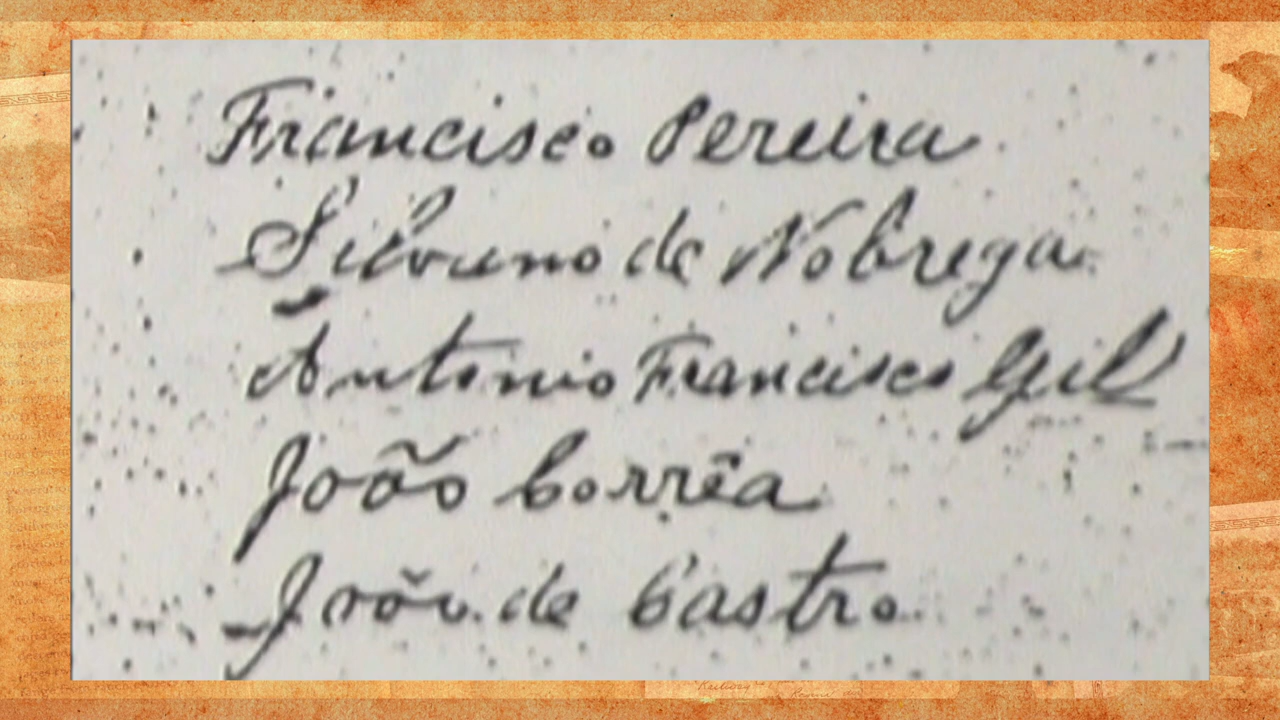 Francisco Pereira
Silvano de Nobrega
Antonio Francisco Gil
João Corrêa
João de Castro